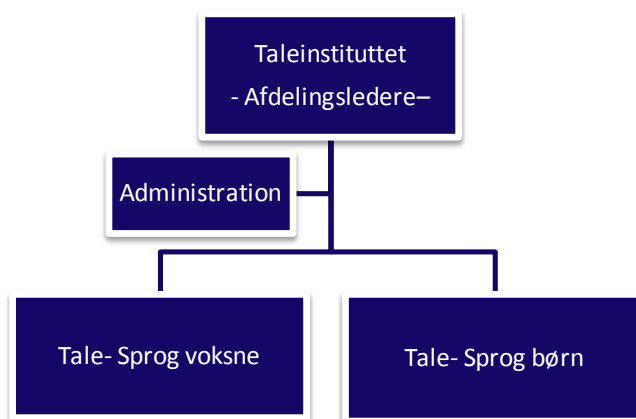 Taleinstituttet
- Afdelingsledere–
Administration
Tale- Sprog voksne
Tale- Sprog børn